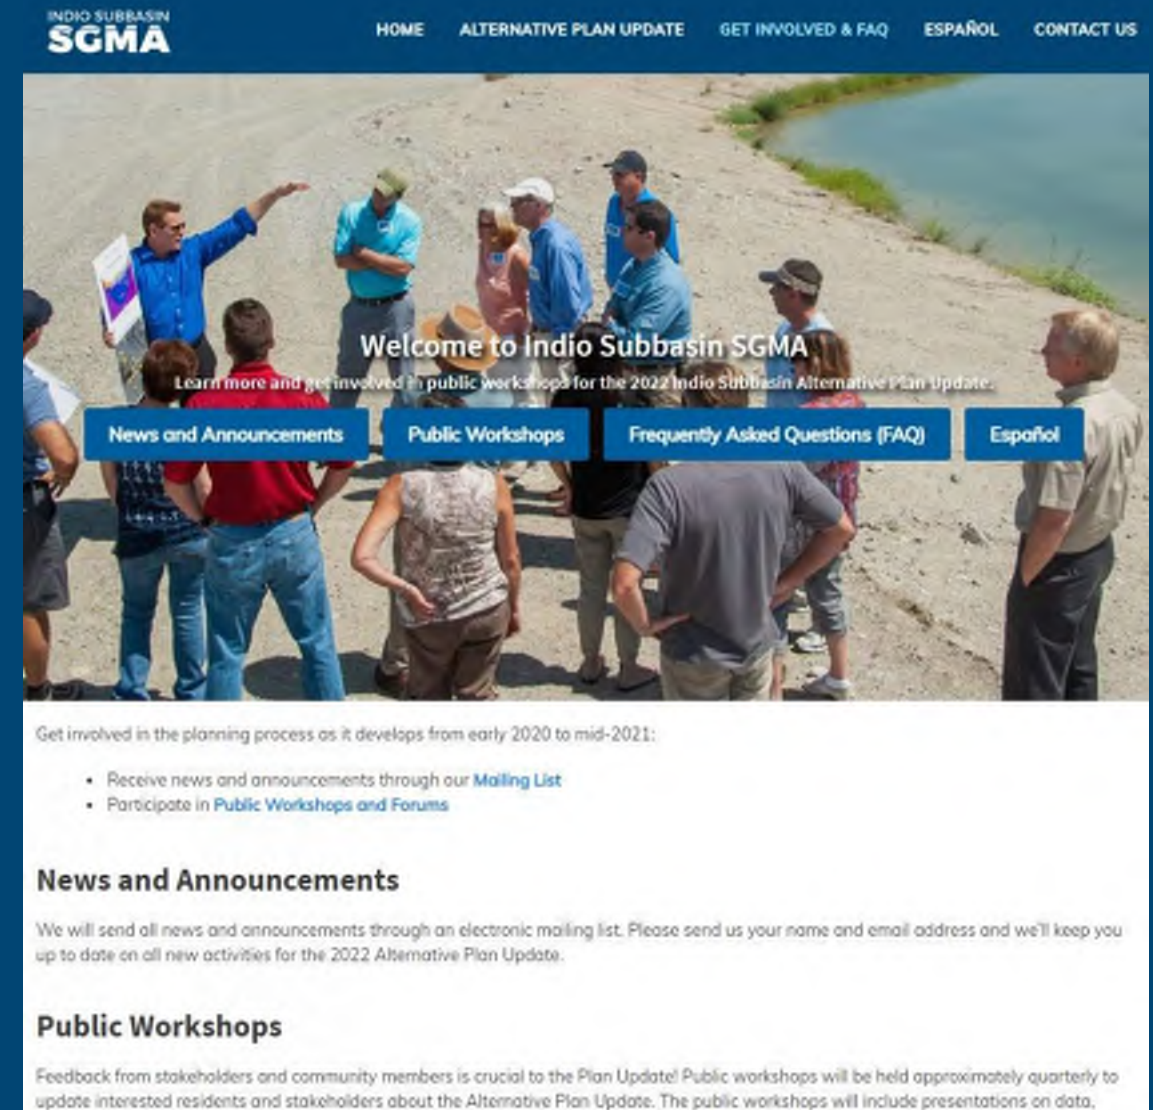 INDIO SUBBASIN
SGMA
HOME ALTERNATIVE PLAN UPDATE GET INVOLVED & FAQ ESPAÑOL CONTACT US
Welcome to Indio Subbasin SGMA
Learn more and get involved in public workshops for the 2022 Indio Subbasin Alternative Plan Update.
News and Announcements Public Workshops Frequently Asked Questions (FAQ) Español
Get involved in the planning process as it develops from early 2020 to mid-2021:
• Receive news and announcements through our Mailing List
• Participate in Public Workshops and Forums
News and Announcements
We will send all news and announcements through an electronic mailing list. Please send us your name and email address and we'll keep you
up to date on all new activities for the 2022 Alternative Plan Update.
Public Workshops
Feedback from stakeholders and community members is crucial to the Plan Update! Public workshops will be held approximately quarterly to
update interested residents and stakeholders about the Alternative Plan Update. The public workshops will include presentations on data,